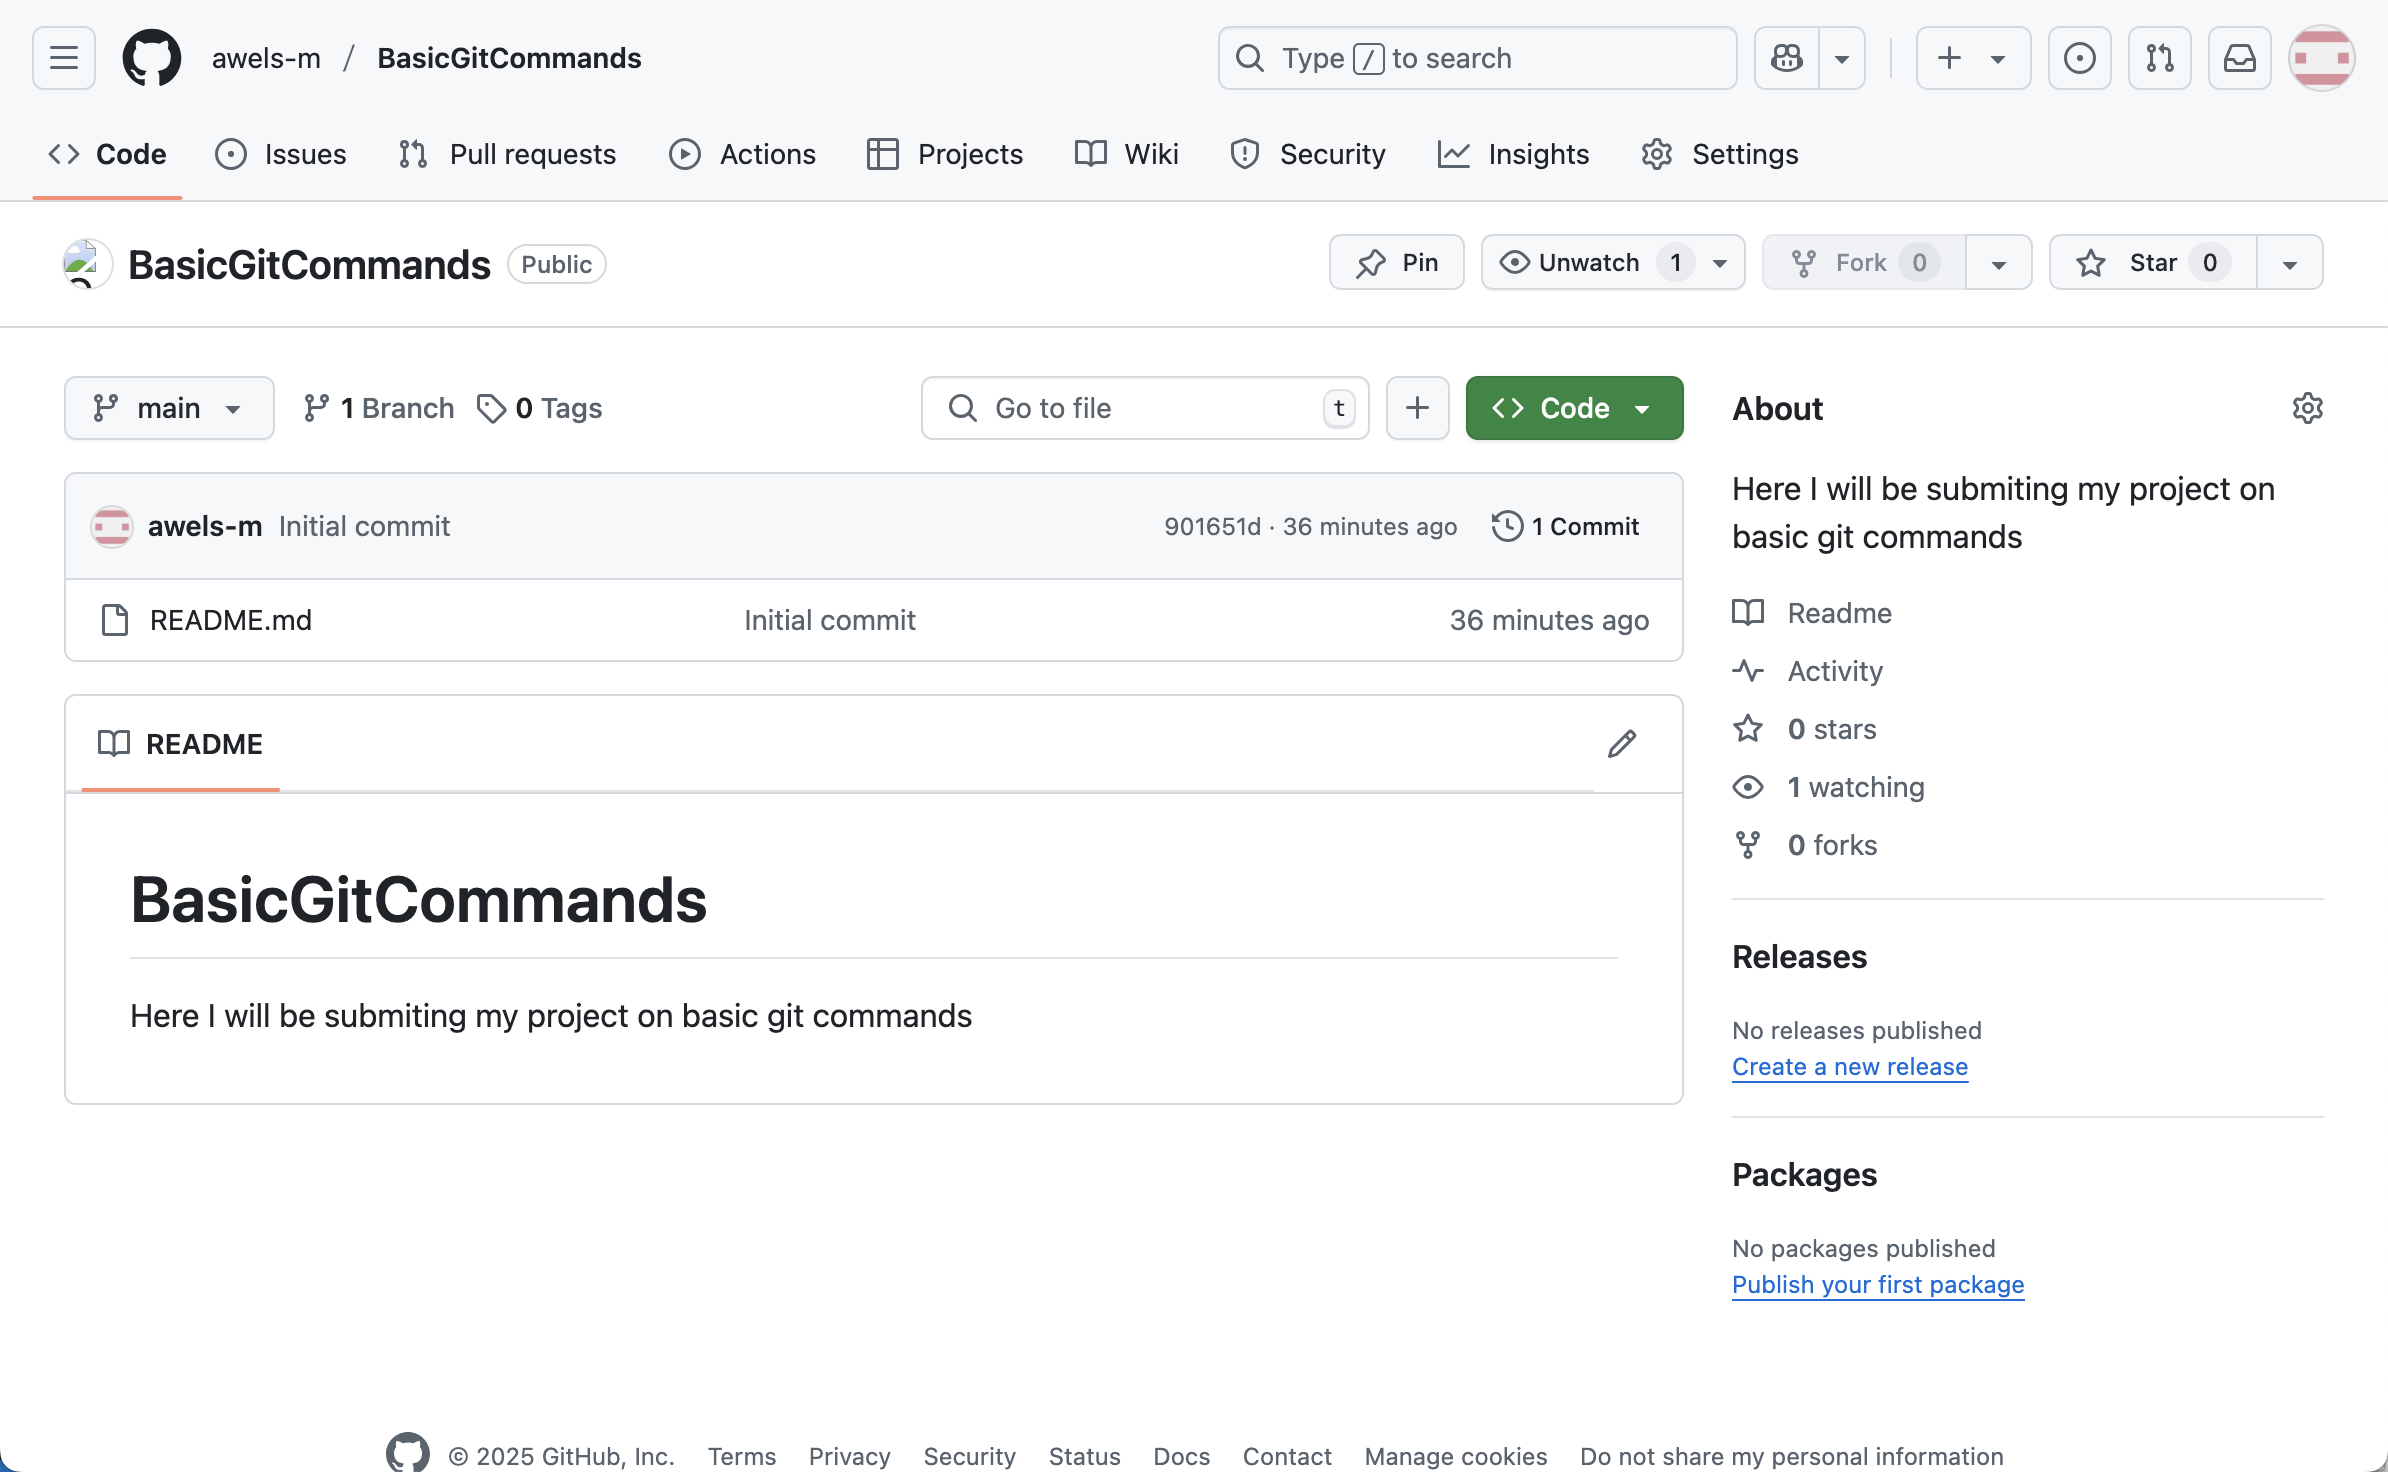 awels-m / BasicGitCommands
Type / to search
Code Issues Pull requests Actions Projects Wiki Security Insights Settings
BasicGitCommands Public
Pin Unwatch 1 Fork 0 Star 0
main 1 Branch 0 Tags Go to file t Code
About
Here I will be submiting my project on
basic git commands
awels-m Initial commit 901651d · 36 minutes ago 1 Commit
README.md Initial commit 36 minutes ago
Readme
Activity
0 stars
1 watching
0 forks
README
BasicGitCommands
Here I will be submiting my project on basic git commands
Releases
No releases published
Create a new release
Packages
No packages published
Publish your first package
© 2025 GitHub, Inc. Terms Privacy Security Status Docs Contact Manage cookies Do not share my personal information